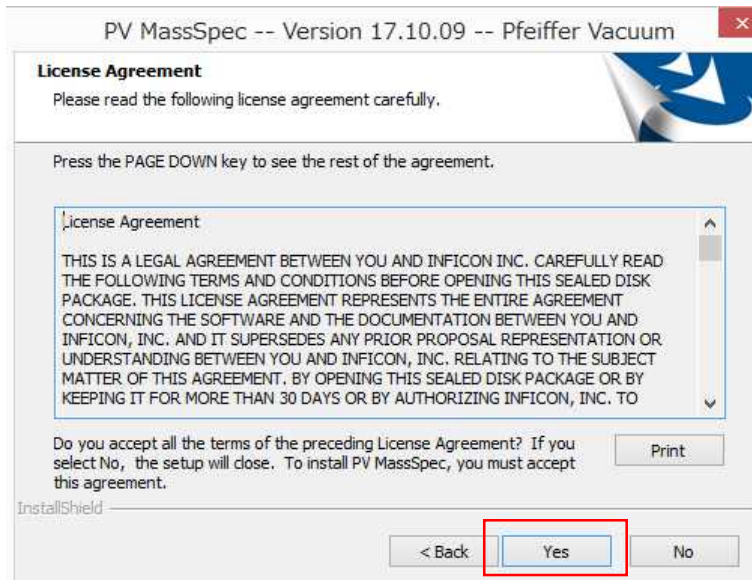 PV MassSpec -- Version 17.10.09 -- Pfeiffer Vacuum
License Agreement
Please read the following license agreement carefully.
Press the PAGE DOWN key to see the rest of the agreement.
License Agreement
THIS IS A LEGAL AGREEMENT BETWEEN YOU AND INFICON INC. CAREFULLY READ
THE FOLLOWING TERMS AND CONDITIONS BEFORE OPENING THIS SEALED DISK
PACKAGE. THIS LICENSE AGREEMENT REPRESENTS THE ENTIRE AGREEMENT
CONCERNING THE SOFTWARE AND THE DOCUMENTATION BETWEEN YOU AND
INFICON, INC. AND IT SUPERSEDES ANY PRIOR PROPOSAL REPRESENTATION OR
UNDERSTANDING BETWEEN YOU AND INFICON, INC. RELATING TO THE SUBJECT
MATTER OF THIS AGREEMENT. BY OPENING THIS SEALED DISK PACKAGE OR BY
KEEPING IT FOR MORE THAN 30 DAYS OR BY AUTHORIZING INFICON, INC. TO
Do you accept all the terms of the preceding License Agreement? If you
select No, the setup will close. To install PV MassSpec, you must accept
this agreement.
Print
InstallShield
< Back
Yes
No